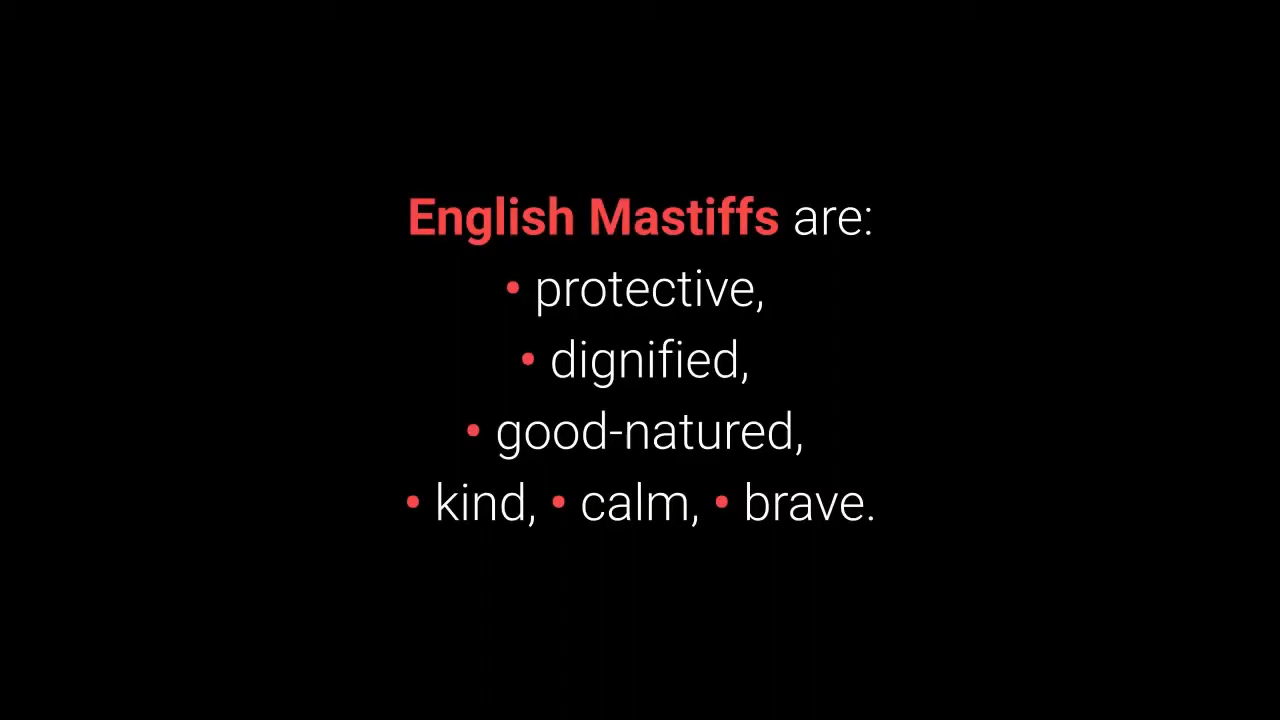 English Mastiffs are:
• protective,
• dignified,
• good-natured,
• kind, • calm, • brave.